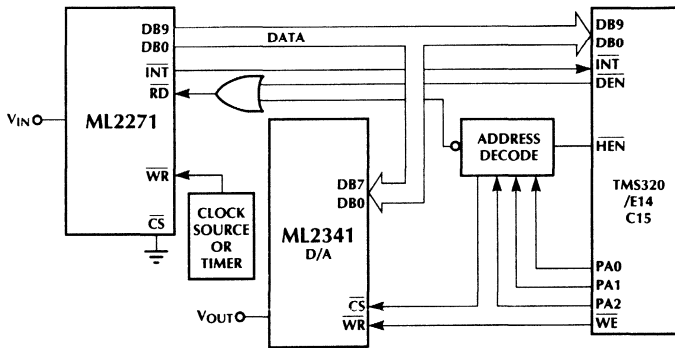 DB9
DB0
DATA
INT
RD
VIN
ML2271
WR
CS
CLOCK
SOURCE
OR
TIMER
DB7
DB0
ML2341
D/A
VOUT
CS
WR
ADDRESS
DECODE
DB9
DB0
INT
DEN
HEN
TMS320
/E14
C15
PA0
PA1
PA2
WE